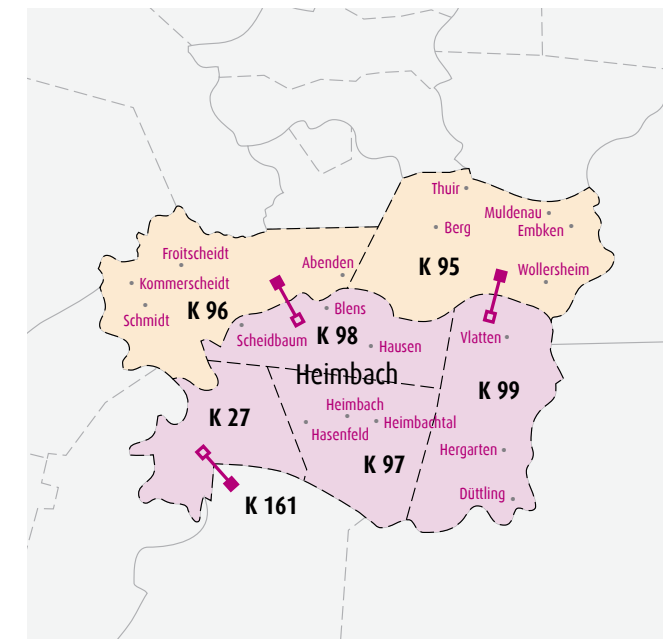 Thuir
Muldenau
Embken
Berg
Froitscheidt
Abenden
K 95
Wollersheim
Kommerscheidt
Schmidt
K 96
Blens
Scheidbaum
K 98
Vlatten
Hausen
Heimbach
K 99
K 27
Heimbach
Heimbachtal
Hasenfeld
Hergarten
K 97
Düttling
K 161